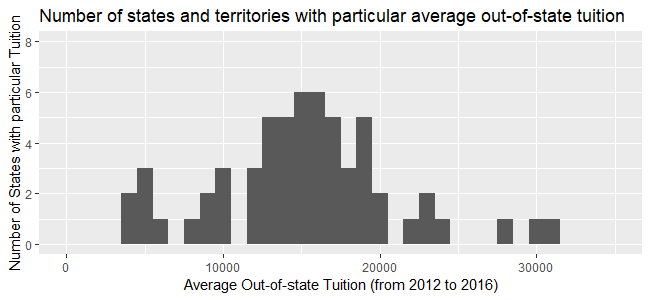 Number of states and territories with particular average out-of-state tuition
Number of States with particular Tuition
8
6
4
2
0
0 10000 20000 30000
Average Out-of-state Tuition (from 2012 to 2016)